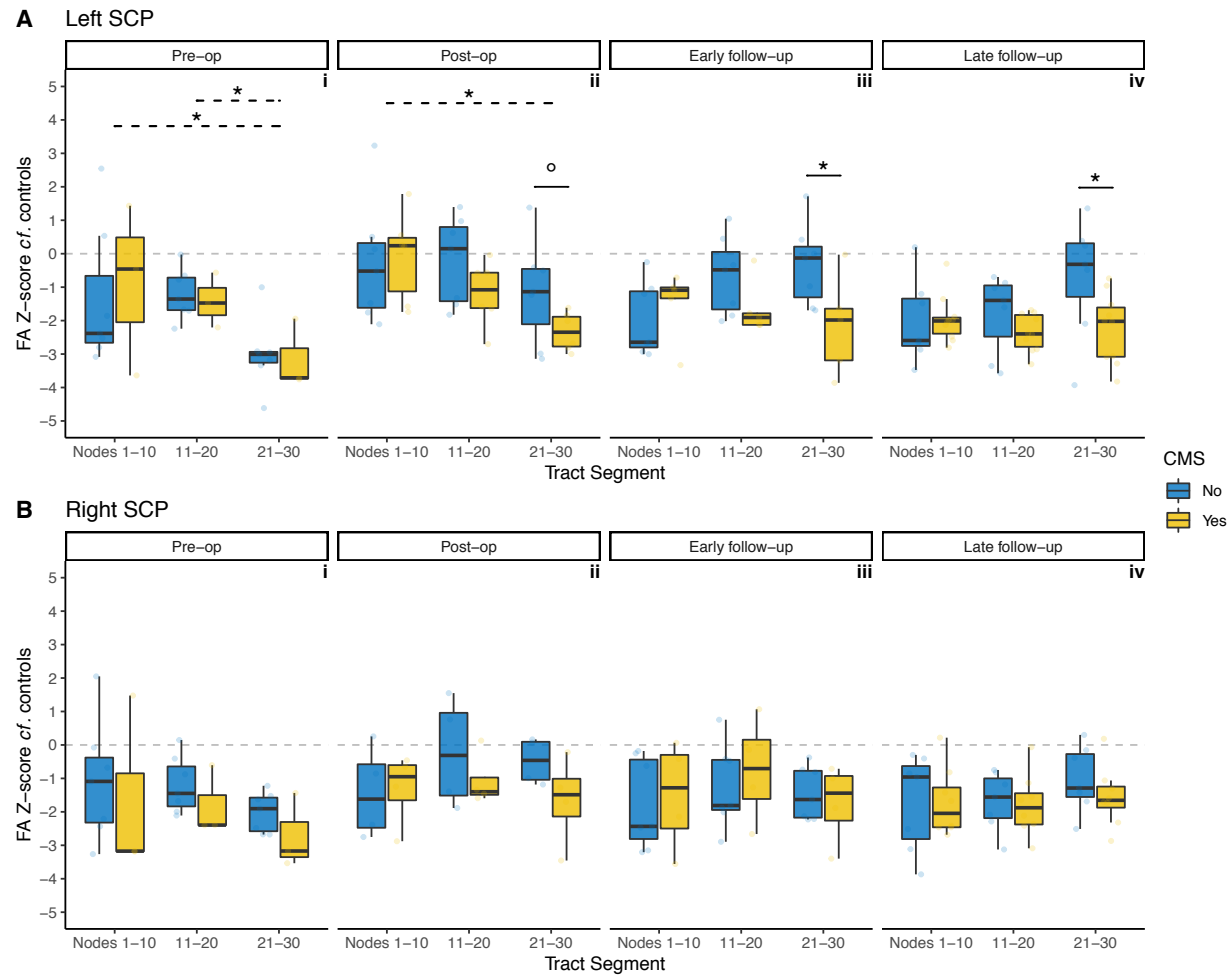 A Left SCP
Pre−op Post−op Early follow−up Late follow−up
i ii iii iv
FA Z−score cf. controls
5
4
3
2
1
0
−1
−2
−3
−4
−5
* * * ° * *
Nodes 1−10 11−20 21−30 Nodes 1−10 11−20 21−30 Nodes 1−10 11−20 21−30 Nodes 1−10 11−20 21−30
Tract Segment
CMS
No
Yes
B Right SCP
Pre−op Post−op Early follow−up Late follow−up
i ii iii iv
FA Z−score cf. controls
5
4
3
2
1
0
−1
−2
−3
−4
−5
Nodes 1−10 11−20 21−30 Nodes 1−10 11−20 21−30 Nodes 1−10 11−20 21−30 Nodes 1−10 11−20 21−30
Tract Segment